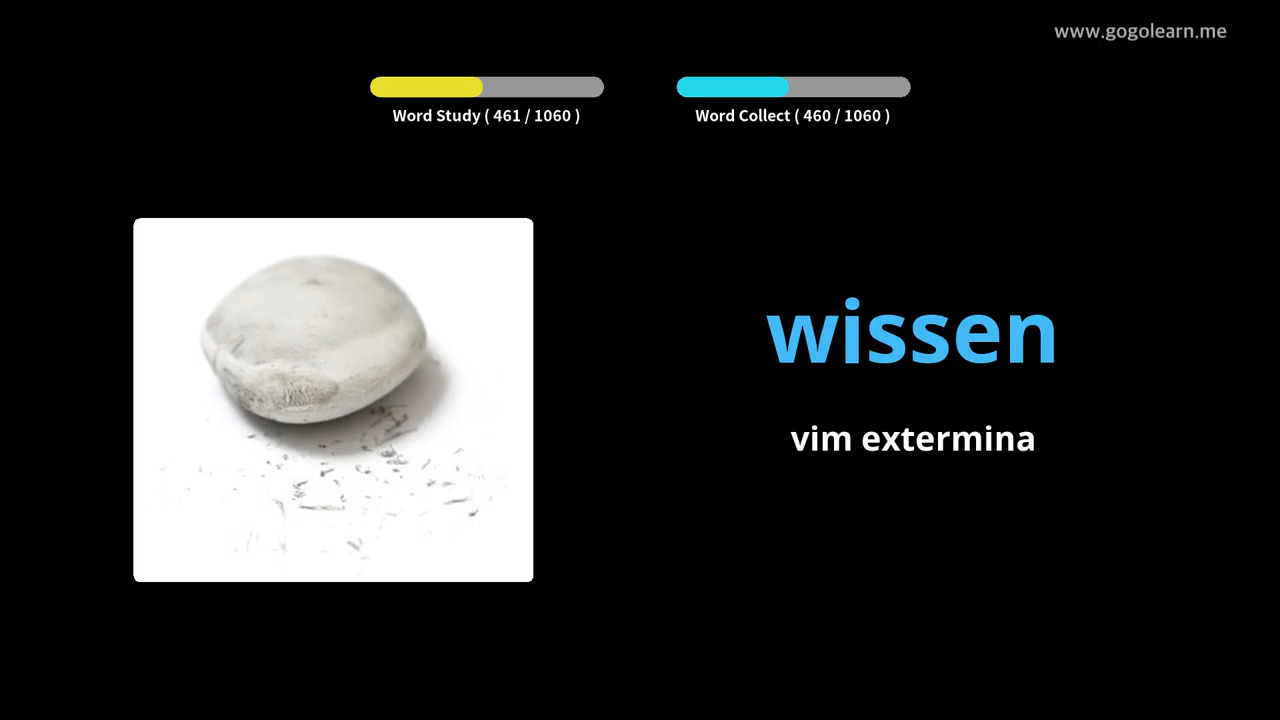 www.gogolearn.me
Word Study ( 461 / 1060 )
Word Collect ( 460 / 1060 )
wissen
vim extermina